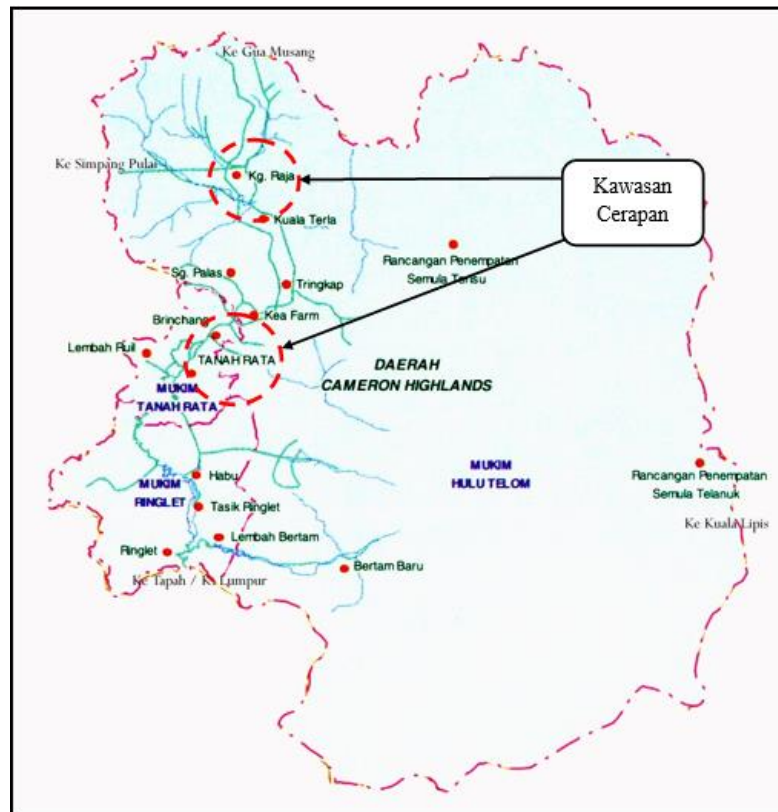 Ke Gua Musang
Ke Simpang Pulai
Kg. Raja
Kawasan
Cerapan
Kuala Terla
Rancangan Penempatan
Semula Terisu
Sg. Palas
Tringkap
Brinchang
Kea Farm
Lembah Ruil
TANAH RATA
DAERAH
CAMERON HIGHLANDS
MUKIM
TANAH RATA
MUKIM
RINGLET
Habu
MUKIM
HULU TELOM
Rancangan Penempatan
Semula Telanuk
Tasik Ringlet
Ke Kuala Lipis
Lembah Bertam
Ringlet
Bertam Baru
Ke Tapah / K. Lumpur